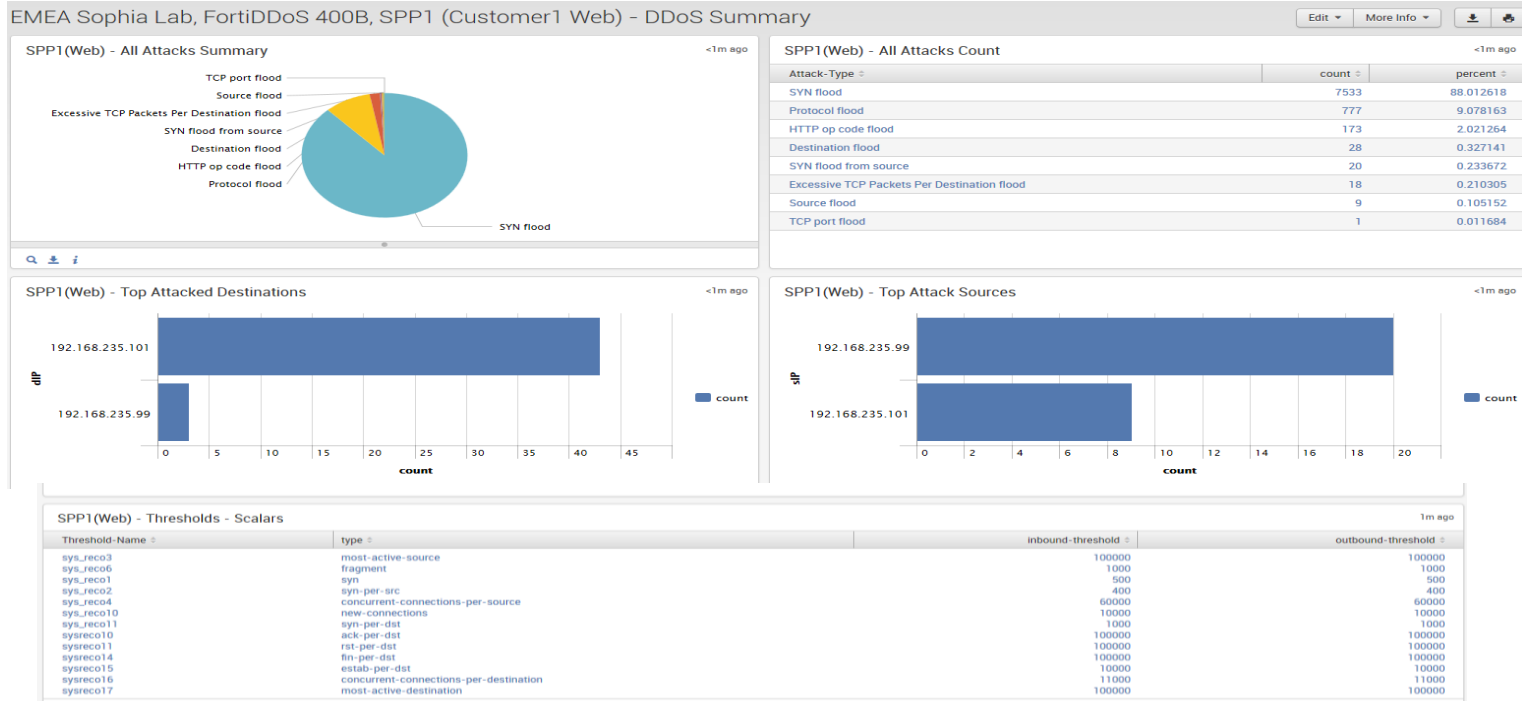 EMEA Sophia Lab, FortiDDoS 400B, SPP1 (Customer1 Web) - DDoS Summary
Edit More Info
SPP1(Web) - All Attacks Summary <1m ago
TCP port flood
Source flood
Excessive TCP Packets Per Destination flood
SYN flood from source
Destination flood
HTTP op code flood
Protocol flood
SYN flood
SPP1(Web) - All Attacks Count <1m ago
Attack-Type count percent
SYN flood 7533 88.012618
Protocol flood 777 9.078163
HTTP op code flood 173 2.021264
Destination flood 28 0.327141
SYN flood from source 20 0.233672
Excessive TCP Packets Per Destination flood 18 0.210305
Source flood 9 0.105152
TCP port flood 1 0.011684
SPP1(Web) - Top Attacked Destinations <1m ago
192.168.235.101
dIP
192.168.235.99
count
0 5 10 15 20 25 30 35 40 45
count
SPP1(Web) - Top Attack Sources <1m ago
192.168.235.99
sIP
192.168.235.101
count
0 2 4 6 8 10 12 14 16 18 20
count
SPP1(Web) - Thresholds - Scalars 1m ago
Threshold-Name type inbound-threshold outbound-threshold
sys_reco3 most-active-source 100000 100000
sys_reco6 fragment 1000 1000
sys_reco1 syn 500 500
sys_reco2 syn-per-src 400 400
sys_reco4 concurrent-connections-per-source 60000 60000
sys_reco10 new-connections 10000 10000
sys_reco11 syn-per-dst 1000 1000
sysreco10 ack-per-dst 100000 100000
sysreco11 rst-per-dst 100000 100000
sysreco14 fin-per-dst 100000 100000
sysreco15 estab-per-dst 10000 10000
sysreco16 concurrent-connections-per-destination 11000 11000
sysreco17 most-active-destination 100000 100000